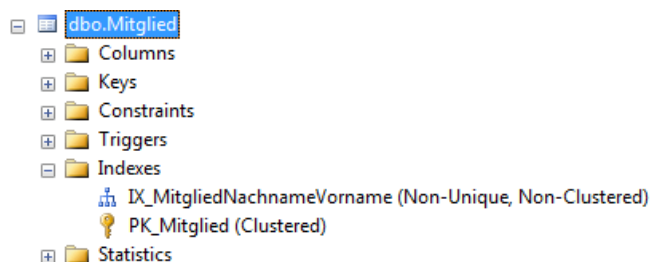 dbo.Mitglied
Columns
Keys
Constraints
Triggers
Indexes
IX_MitgliedNachnameVorname (Non-Unique, Non-Clustered)
PK_Mitglied (Clustered)
Statistics